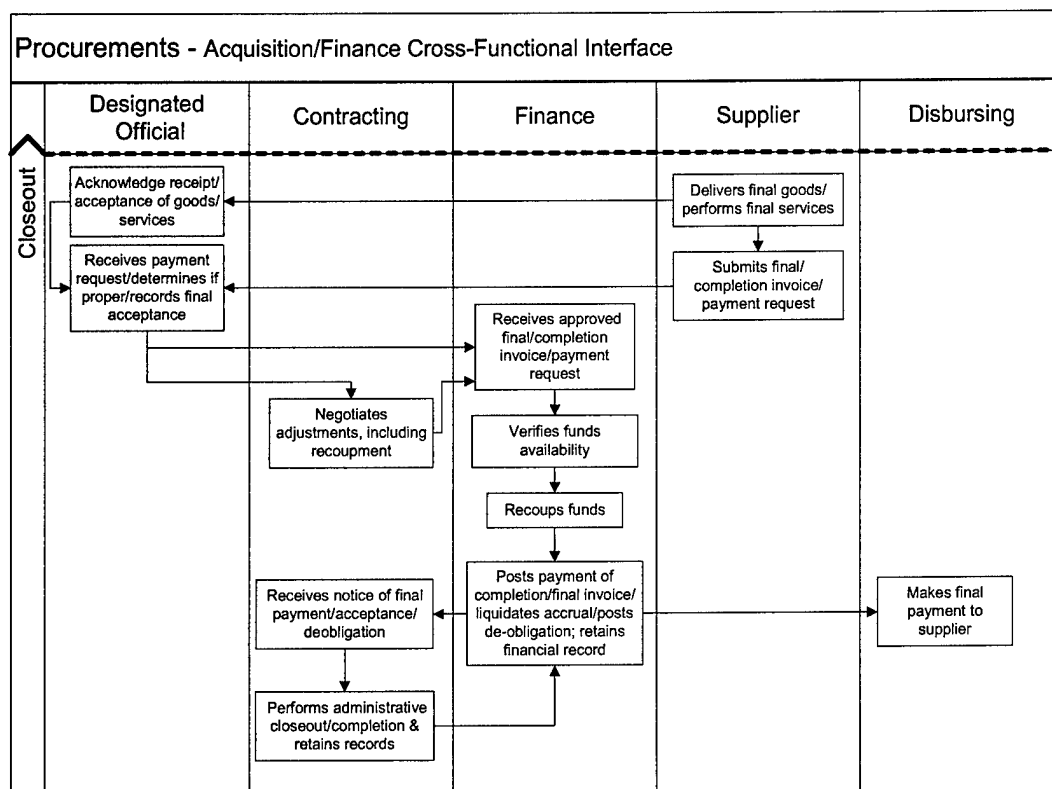 Procurements - Acquisition/Finance Cross-Functional Interface
Designated
Official
Contracting
Finance
Supplier
Disbursing
Closeout
Acknowledge receipt/
acceptance of goods/
services
Delivers final goods/
performs final services
Receives payment
request/determines if
proper/records final
acceptance
Submits final/
completion invoice/
payment request
Receives approved
final/completion
invoice/payment
request
Negotiates
adjustments, including
recoupment
Verifies funds
availability
Recoups funds
Receives notice of final
payment/acceptance/
deobligation
Posts payment of
completion/final invoice/
liquidates accrual/posts
de-obligation; retains
financial record
Makes final
payment to
supplier
Performs administrative
closeout/completion &
retains records